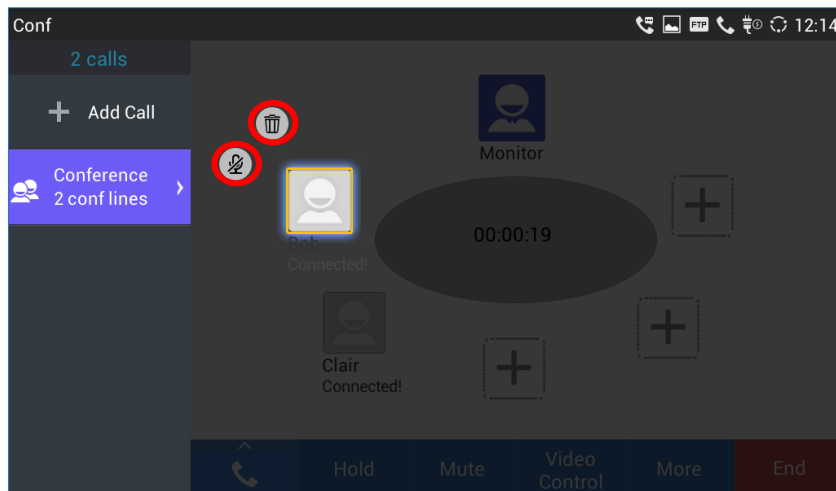 Conf
FTP
12:14
2 calls
Add Call
Conference
2 conf lines
Monitor
00:00:19
Bob
Connected!
Clair
Connected!
Hold
Mute
Video
Control
More
End